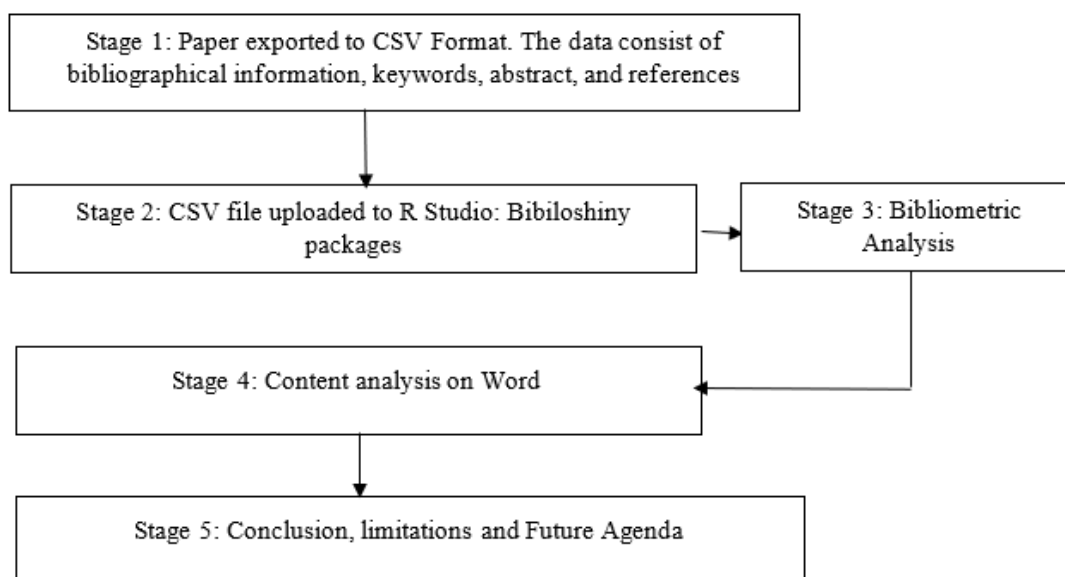 Stage 1: Paper exported to CSV Format. The data consist of
bibliographical information, keywords, abstract, and references
Stage 2: CSV file uploaded to R Studio: Bibiloshiny
packages
Stage 3: Bibliometric
Analysis
Stage 4: Content analysis on Word
Stage 5: Conclusion, limitations and Future Agenda